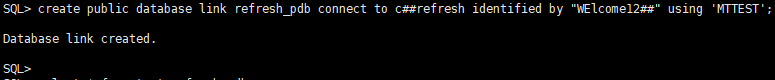 SQL> create public database link refresh_pdb connect to c##refresh identified by "WElcome12##" using 'MTTEST';
Database link created.
SQL>